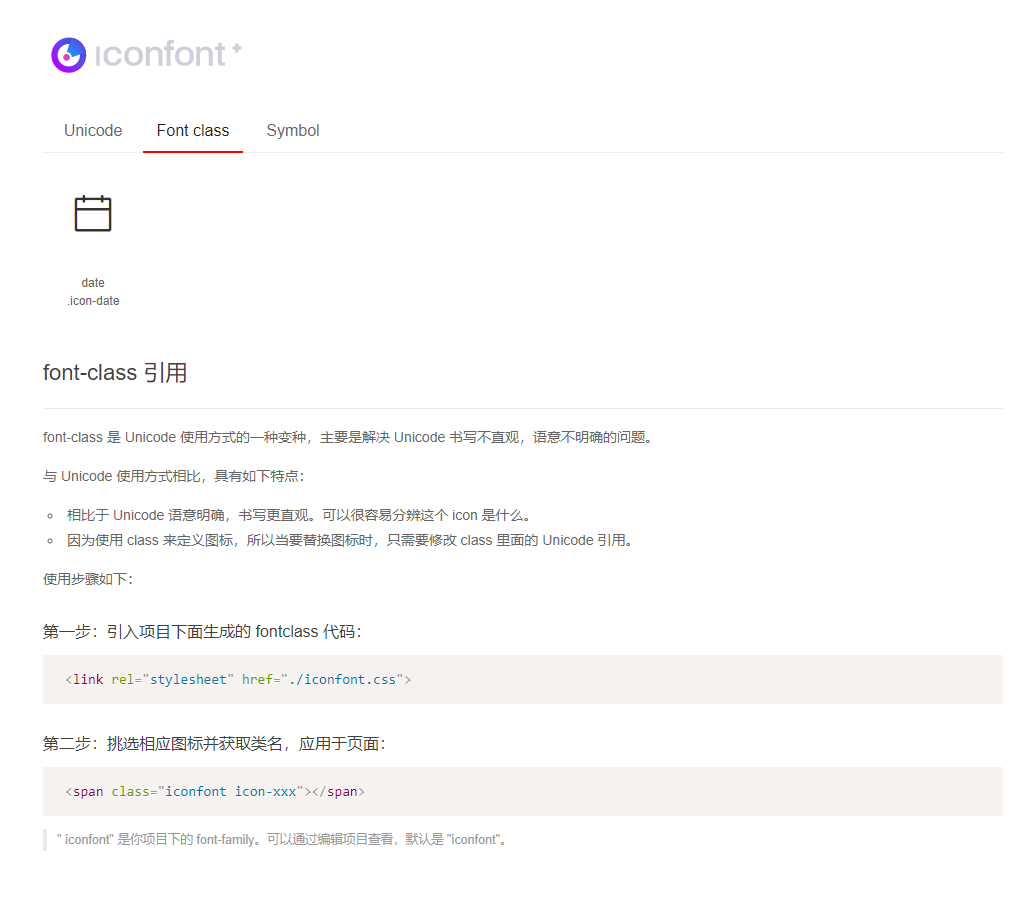 iconfont+
Unicode
Font class
Symbol
date
.icon-date
font-class 引用
font-class 是 Unicode 使用方式的一种变种，主要是解决 Unicode 书写不直观，语意不明确的问题。
与 Unicode 使用方式相比，具有如下特点：
相比于 Unicode 语意明确，书写更直观。可以很容易分辨这个 icon 是什么。
因为使用 class 来定义图标，所以当要替换图标时，只需要修改 class 里面的 Unicode 引用。
使用步骤如下：
第一步：引入项目下面生成的 fontclass 代码：
<link rel="stylesheet" href="./iconfont.css">
第二步：挑选相应图标并获取类名，应用于页面：
<span class="iconfont icon-xxx"></span>
" iconfont" 是你项目下的 font-family。可以通过编辑项目查看，默认是 "iconfont"。